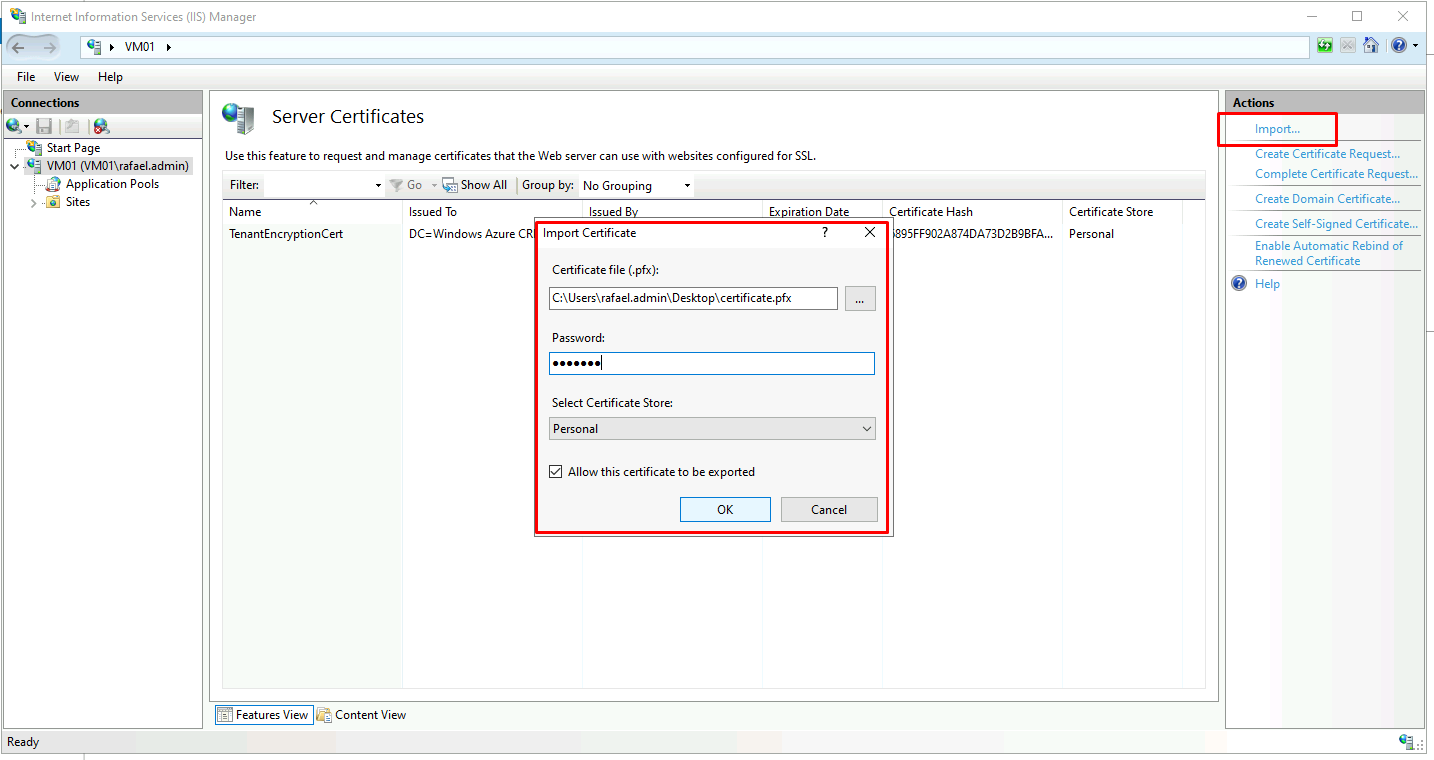 Internet Information Services (IIS) Manager
VM01
File View Help
Connections
Start Page
VM01 (VM01\rafael.admin)
Application Pools
Sites
Server Certificates
Use this feature to request and manage certificates that the Web server can use with websites configured for SSL.
Filter: Go Show All Group by: No Grouping
Name Issued To Issued By Expiration Date Certificate Hash Certificate Store
TenantEncryptionCert DC=Windows Azure CR 895FF902A874DA73D2B9BFA... Personal
Import Certificate ?
Certificate file (.pfx):
C:\Users\rafael.admin\Desktop\certificate.pfx ...
Password:
•••••••
Select Certificate Store:
Personal
Allow this certificate to be exported
OK Cancel
Actions
Import...
Create Certificate Request...
Complete Certificate Request...
Create Domain Certificate...
Create Self-Signed Certificate...
Enable Automatic Rebind of
Renewed Certificate
Help
Features View Content View
Ready